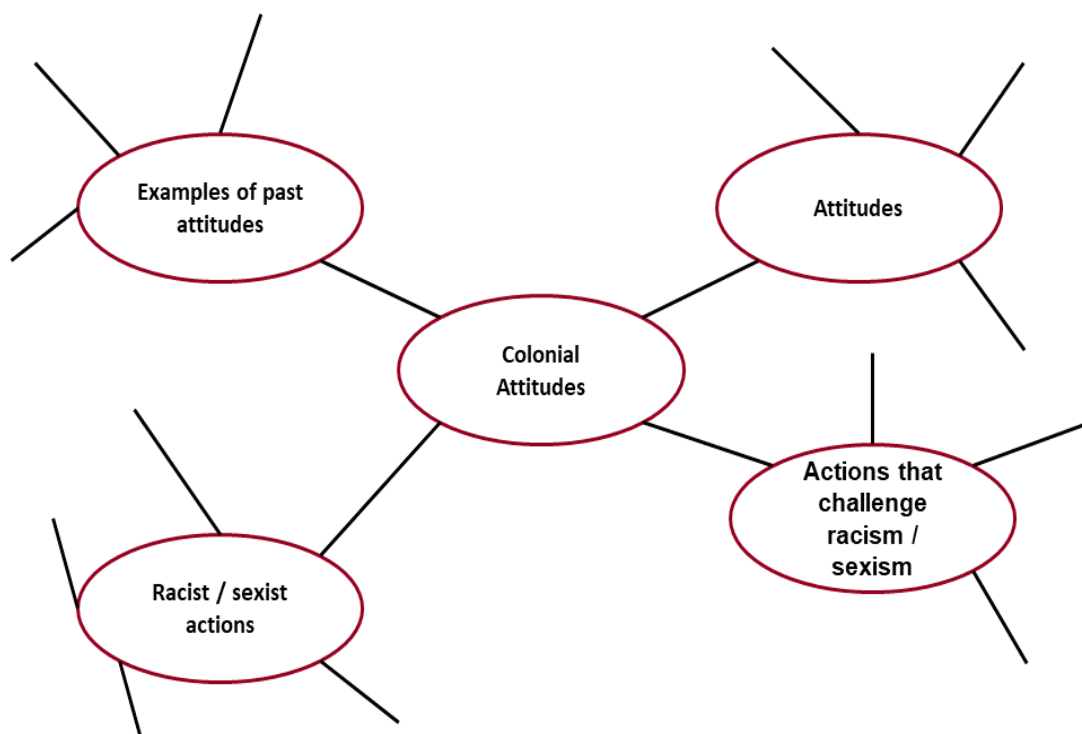 Examples of past
attitudes
Attitudes
Colonial
Attitudes
Actions that
challenge
racism /
sexism
Racist / sexist
actions